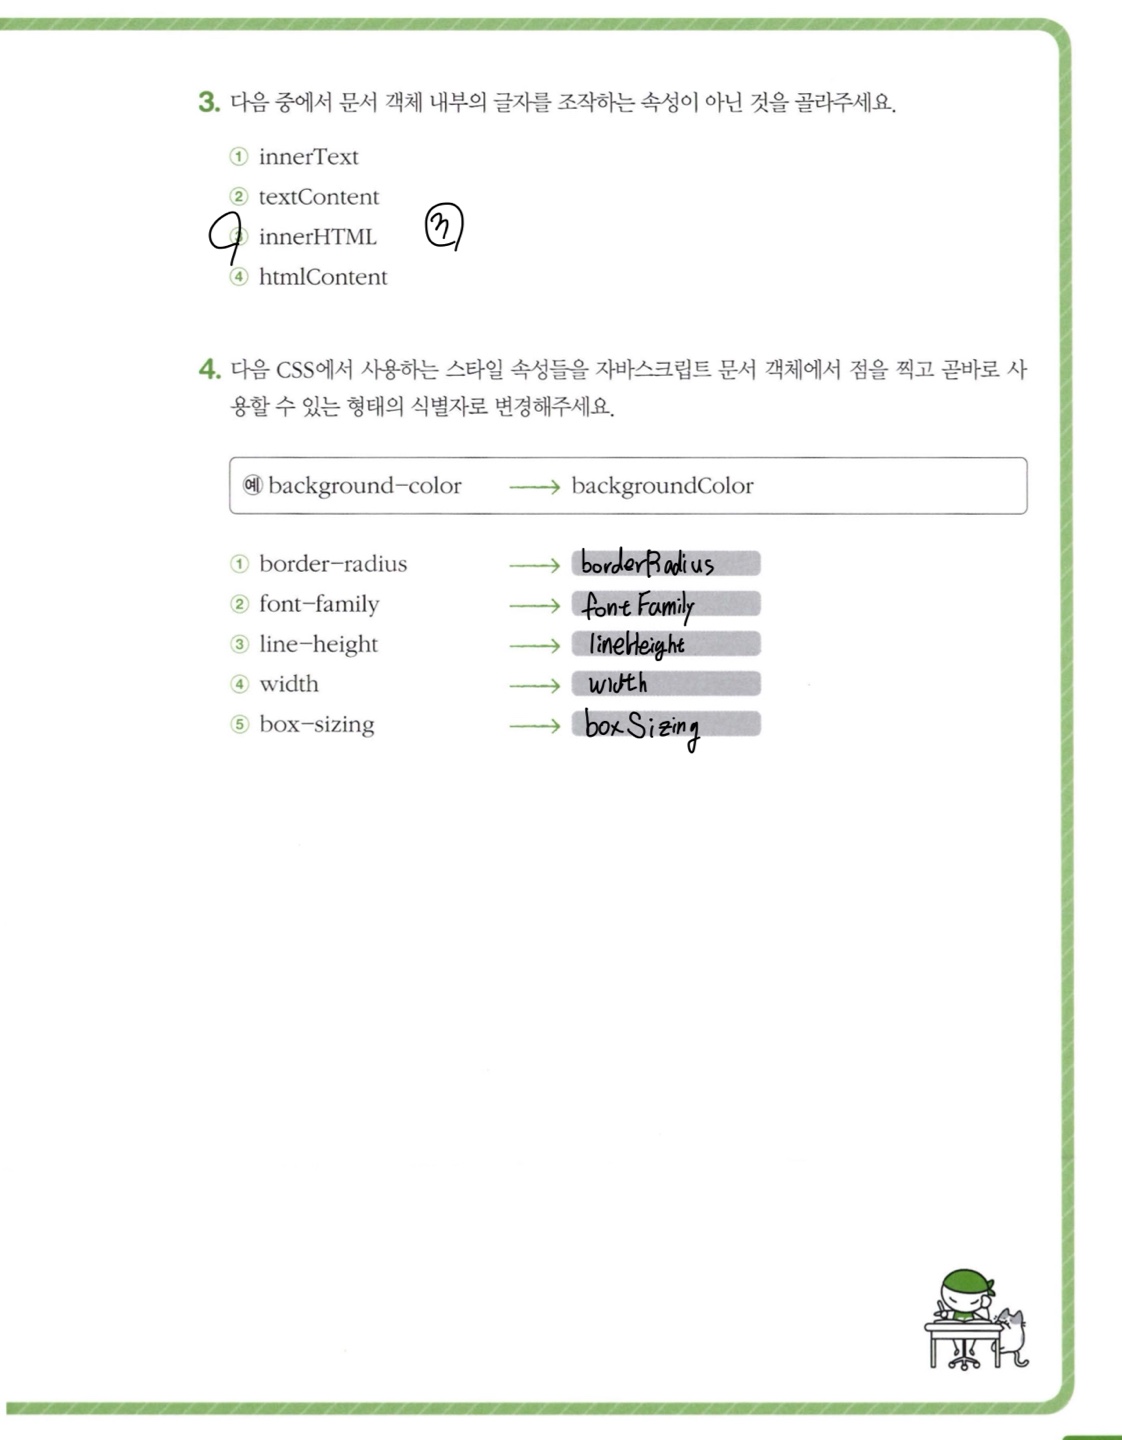 3. 다음 중에서 문서 객체 내부의 글자를 조작하는 속성이 아닌 것을 골라주세요.
① innerText
② textContent
③ innerHTML ③
④ htmlContent
4. 다음 CSS에서 사용하는 스타일 속성들을 자바스크립트 문서 객체에서 점을 찍고 곧바로 사
용할 수 있는 형태의 식별자로 변경해주세요.
예 background-color → backgroundColor
① border-radius → borderRadius
② font-family → fontFamily
③ line-height → lineHeight
④ width → width
⑤ box-sizing → boxSizing